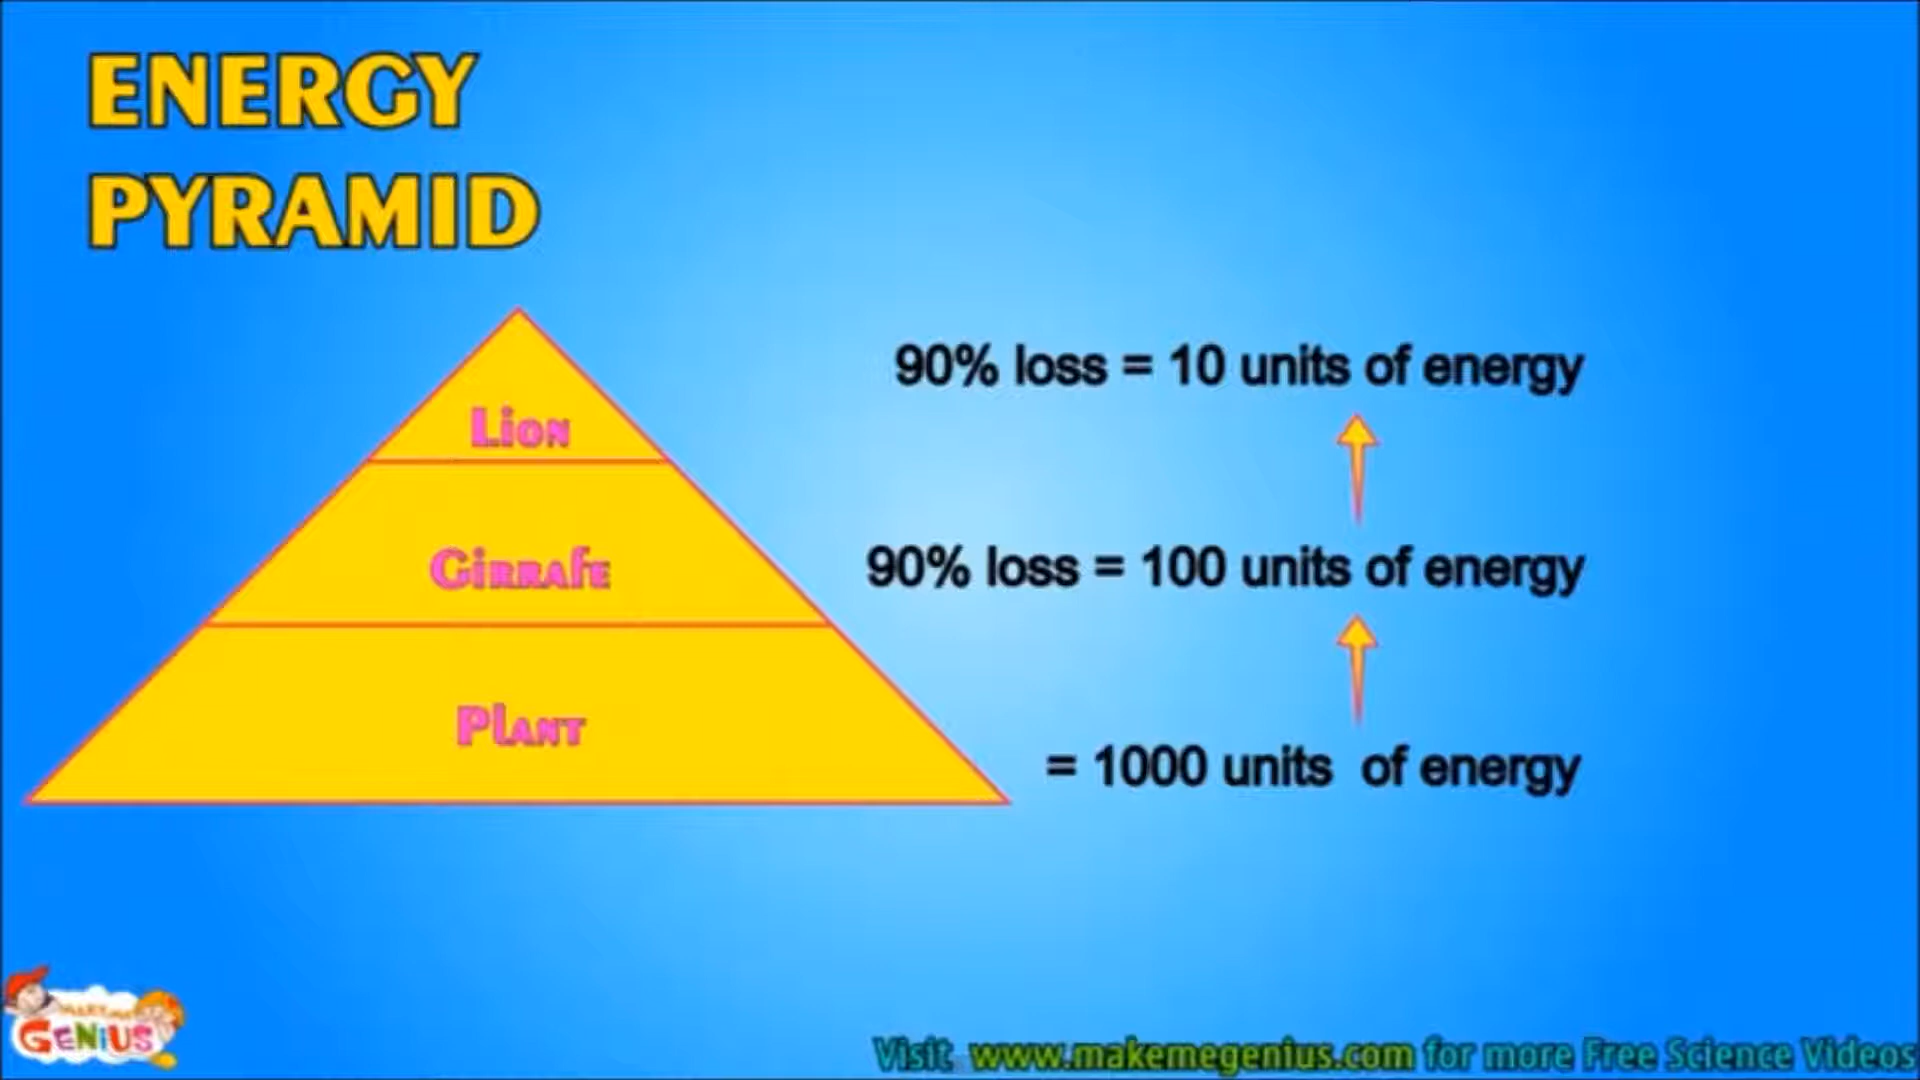 ENERGY
PYRAMID
Lion
Girrafe
Plant
90% loss = 10 units of energy
90% loss = 100 units of energy
= 1000 units of energy
GENIUS
Visit www.makemegenius.com for more Free Science Videos